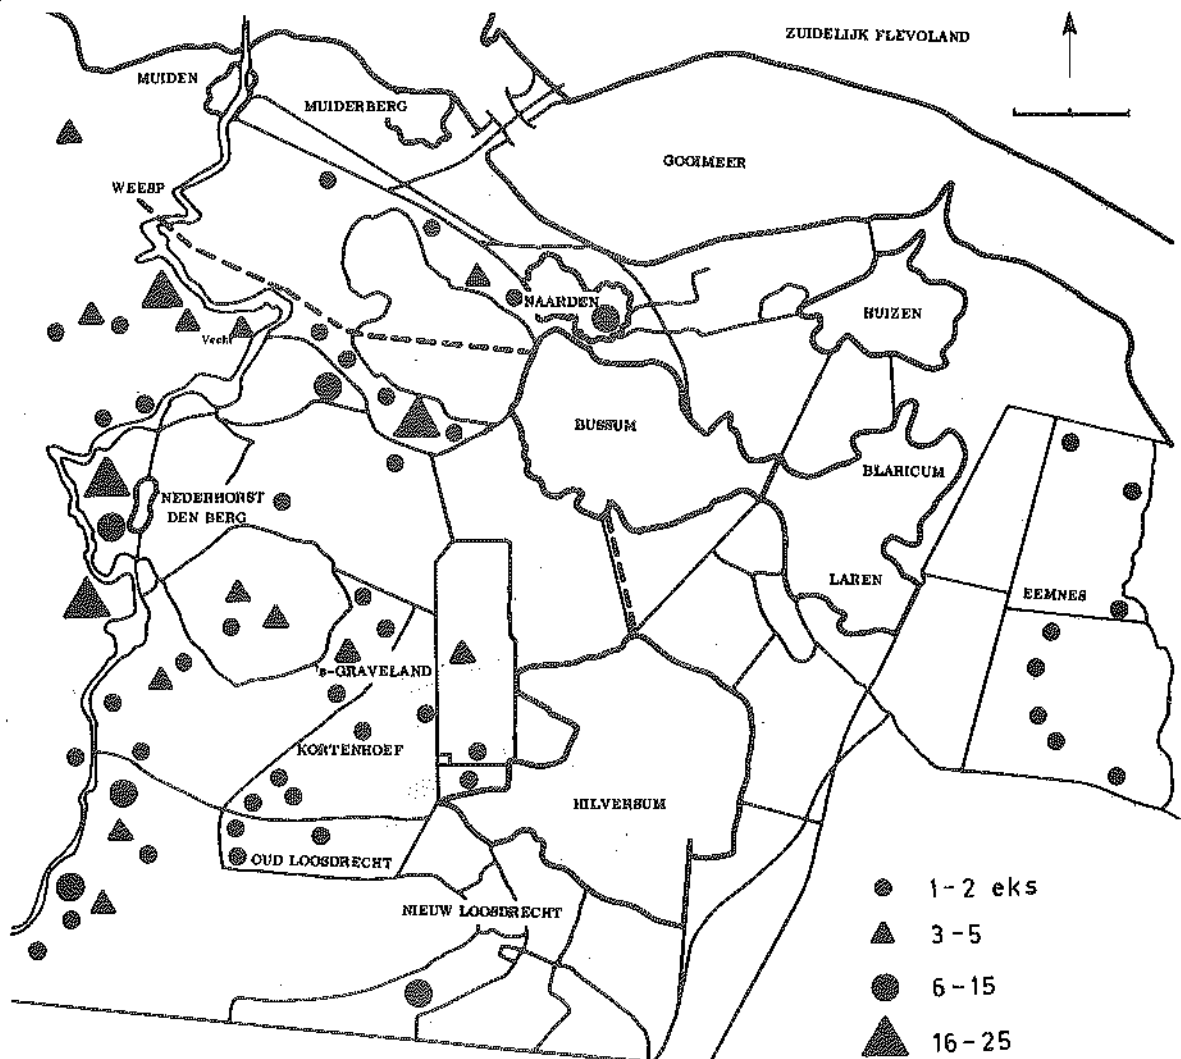 ZUIDELIJK FLEVOLAND
MUIDEN
MUIDERBERG
GOOIMEER
WEESP
NAARDEN
HUIZEN
Vecht
BUSSUM
BLARICUM
NEDERHORST
DEN BERG
LAREN
EEMNES
's-GRAVELAND
KORTENHOEF
HILVERSUM
OUD LOOSDRECHT
NIEUW LOOSDRECHT
1-2 eks
3-5
6-15
16-25